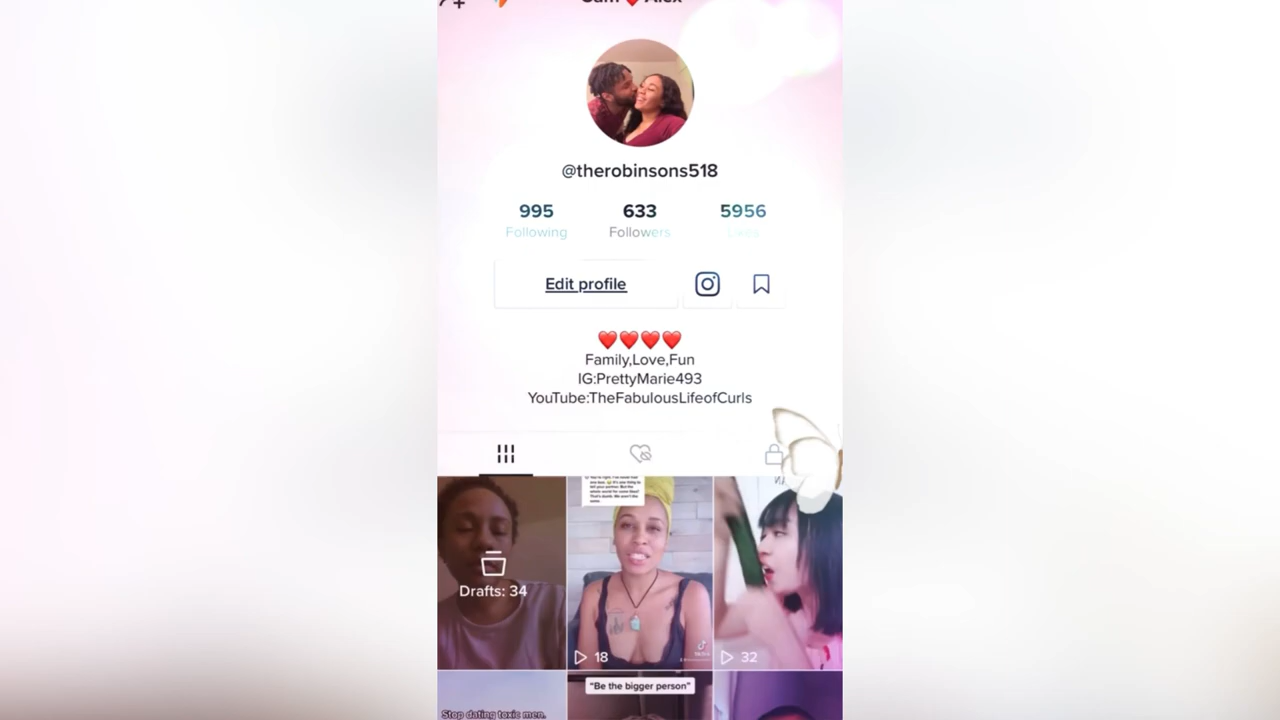 @therobinsons518
995 633 5956
Following Followers Likes
Edit profile
Family,Love,Fun
IG:PrettyMarie493
YouTube:TheFabulousLifeofCurls
Drafts: 34
18
32
"Be the bigger person"
Stop dating toxic men.